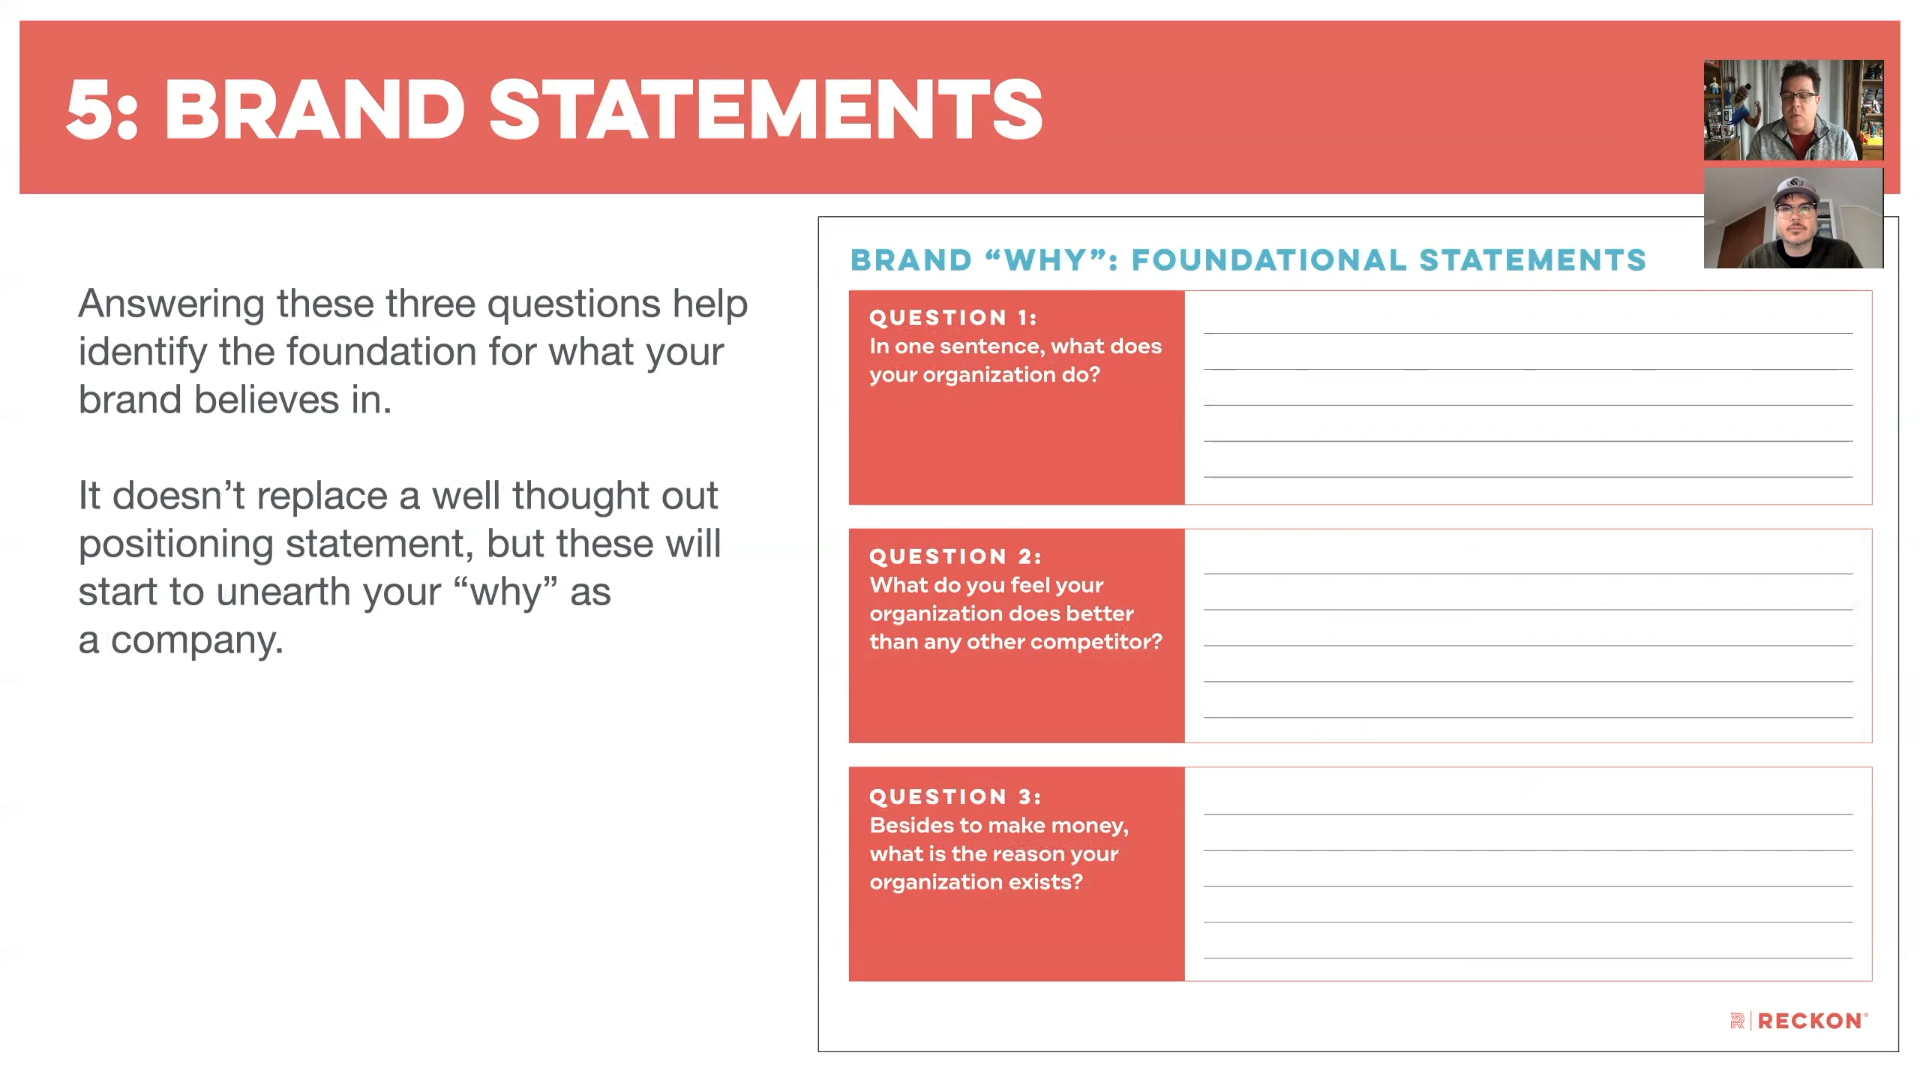 5: BRAND STATEMENTS
Answering these three questions help
identify the foundation for what your
brand believes in.
It doesn’t replace a well thought out
positioning statement, but these will
start to unearth your “why” as
a company.
BRAND “WHY”: FOUNDATIONAL STATEMENTS
QUESTION 1:
In one sentence, what does
your organization do?
QUESTION 2:
What do you feel your
organization does better
than any other competitor?
QUESTION 3:
Besides to make money,
what is the reason your
organization exists?
R | RECKON®